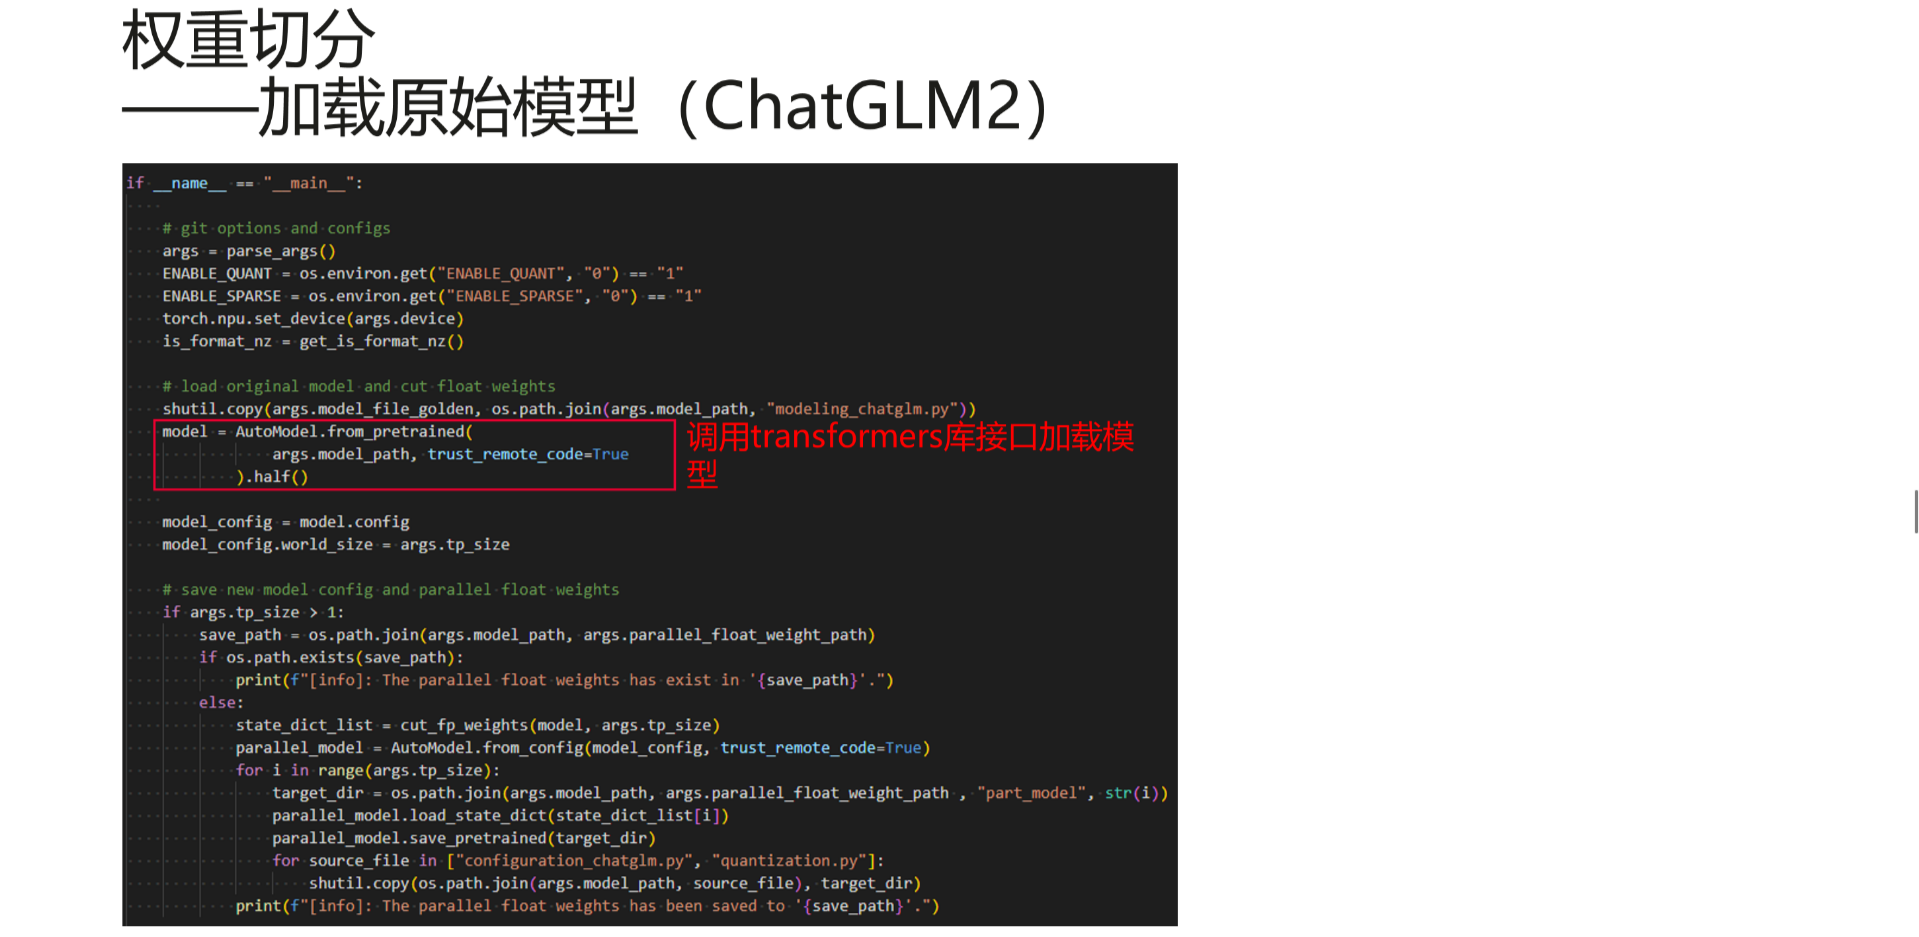 权重切分
——加载原始模型（ChatGLM2）
if __name__ == "__main__":
# git options and configs
args = parse_args()
ENABLE_QUANT = os.environ.get("ENABLE_QUANT", "0") == "1"
ENABLE_SPARSE = os.environ.get("ENABLE_SPARSE", "0") == "1"
torch.npu.set_device(args.device)
is_format_nz = get_is_format_nz()
# load original model and cut float weights
shutil.copy(args.model_file_golden, os.path.join(args.model_path, "modeling_chatglm.py"))
model = AutoModel.from_pretrained(
args.model_path, trust_remote_code=True
).half()
调用transformers库接口加载模
型
model_config = model.config
model_config.world_size = args.tp_size
# save new model config and parallel float weights
if args.tp_size > 1:
save_path = os.path.join(args.model_path, args.parallel_float_weight_path)
if os.path.exists(save_path):
print(f"[info]: The parallel float weights has exist in '{save_path}'.")
else:
state_dict_list = cut_fp_weights(model, args.tp_size)
parallel_model = AutoModel.from_config(model_config, trust_remote_code=True)
for i in range(args.tp_size):
target_dir = os.path.join(args.model_path, args.parallel_float_weight_path , "part_model", str(i))
parallel_model.load_state_dict(state_dict_list[i])
parallel_model.save_pretrained(target_dir)
for source_file in ["configuration_chatglm.py", "quantization.py"]:
shutil.copy(os.path.join(args.model_path, source_file), target_dir)
print(f"[info]: The parallel float weights has been saved to '{save_path}'.")